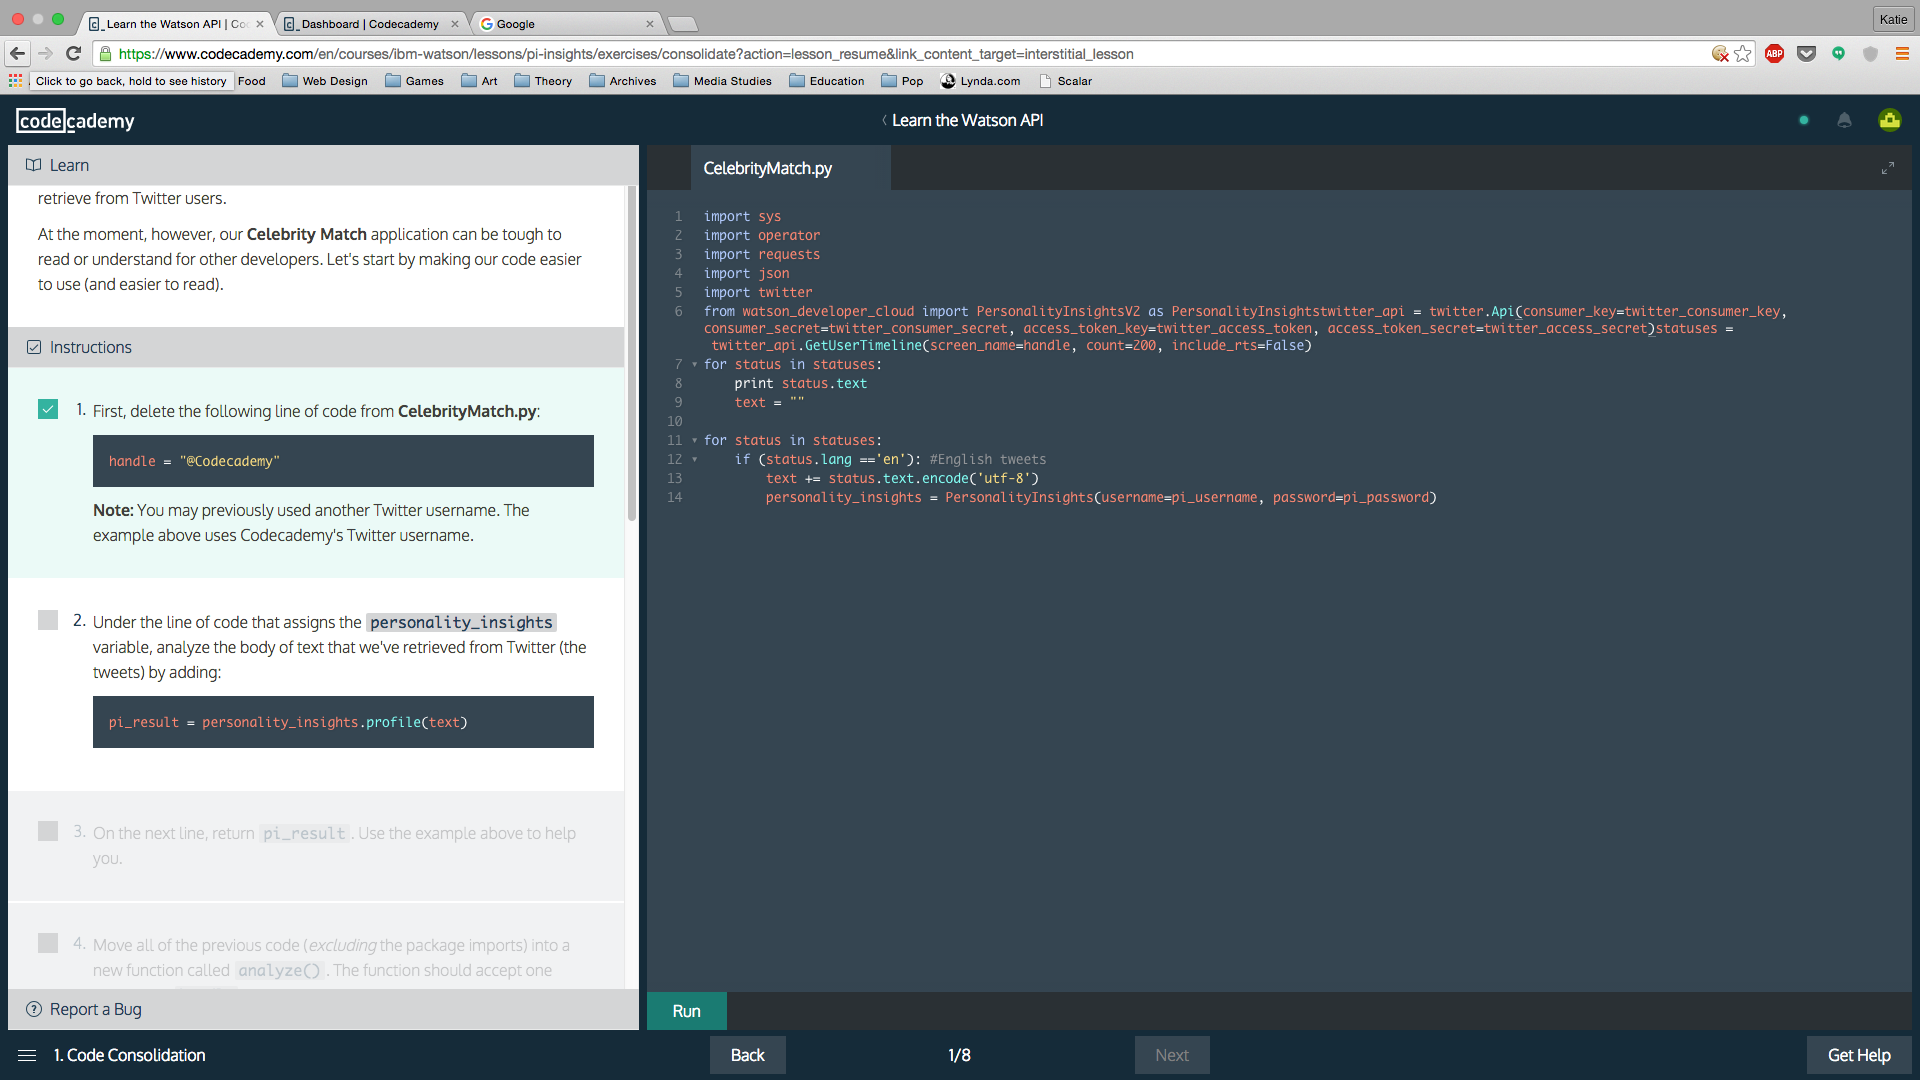 Learn the Watson API | Co
Dashboard | Codecademy
Google
Katie
https://www.codecademy.com/en/courses/ibm-watson/lessons/pi-insights/exercises/consolidate?action=lesson_resume&link_content_target=interstitial_lesson
ABP
Click to go back, hold to see history
Food
Web Design
Games
Art
Theory
Archives
Media Studies
Education
Pop
Lynda.com
Scalar
codecademy
Learn the Watson API
Learn
retrieve from Twitter users.
At the moment, however, our Celebrity Match application can be tough to
read or understand for other developers. Let's start by making our code easier
to use (and easier to read).
Instructions
1. First, delete the following line of code from CelebrityMatch.py:
handle = "@Codecademy"
Note: You may previously used another Twitter username. The
example above uses Codecademy's Twitter username.
2. Under the line of code that assigns the personality_insights
variable, analyze the body of text that we've retrieved from Twitter (the
tweets) by adding:
pi_result = personality_insights.profile(text)
3. On the next line, return pi_result . Use the example above to help
you.
4. Move all of the previous code (excluding the package imports) into a
new function called analyze() . The function should accept one
Report a Bug
CelebrityMatch.py
1 import sys
2 import operator
3 import requests
4 import json
5 import twitter
6 from watson_developer_cloud import PersonalityInsightsV2 as PersonalityInsightstwitter_api = twitter.Api(consumer_key=twitter_consumer_key,
consumer_secret=twitter_consumer_secret, access_token_key=twitter_access_token, access_token_secret=twitter_access_secret)statuses =
twitter_api.GetUserTimeline(screen_name=handle, count=200, include_rts=False)
7 for status in statuses:
8 print status.text
9 text = ""
10
11 for status in statuses:
12 if (status.lang =='en'): #English tweets
13 text += status.text.encode('utf-8')
14 personality_insights = PersonalityInsights(username=pi_username, password=pi_password)
Run
1. Code Consolidation
Back
1/8
Next
Get Help